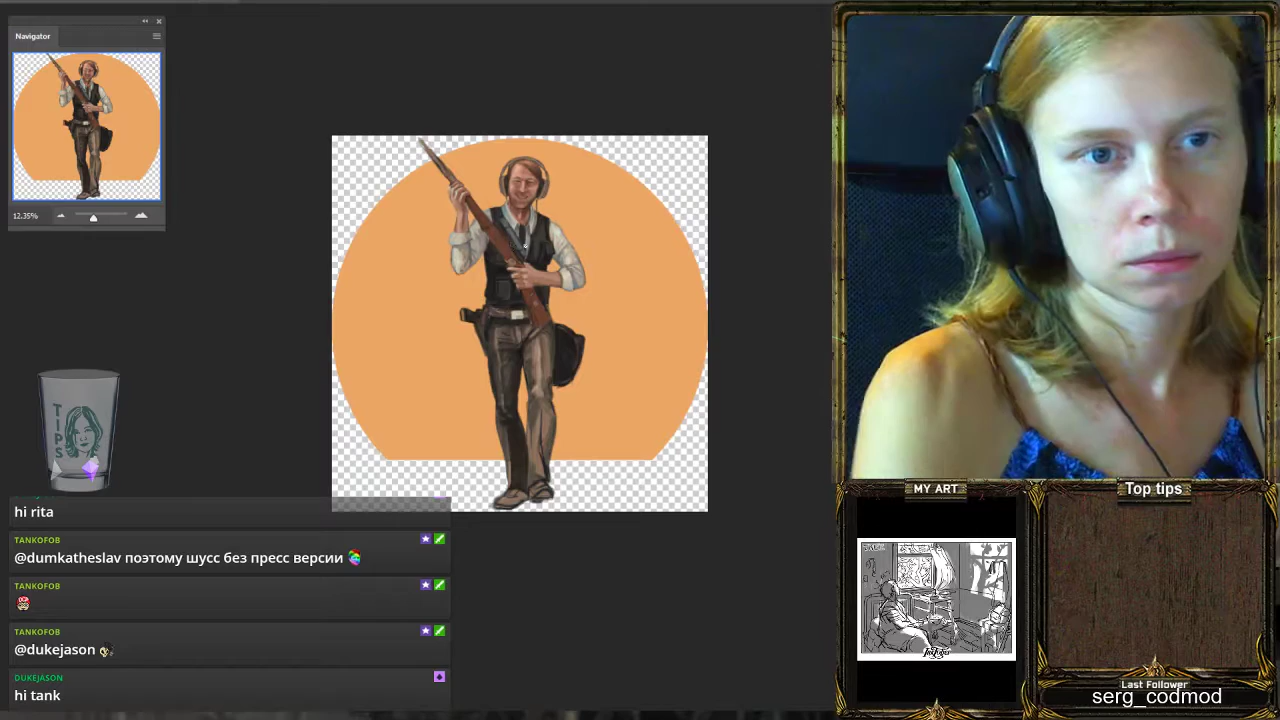 Navigator
12.35%
TIPS
hi rita
TANKOFOB
@dumkatheslav поэтому шусс без пресс версии
TANKOFOB
TANKOFOB
@dukejason
DUKEJASON
hi tank
MY ART
Top tips
Last Follower
serg_codmod